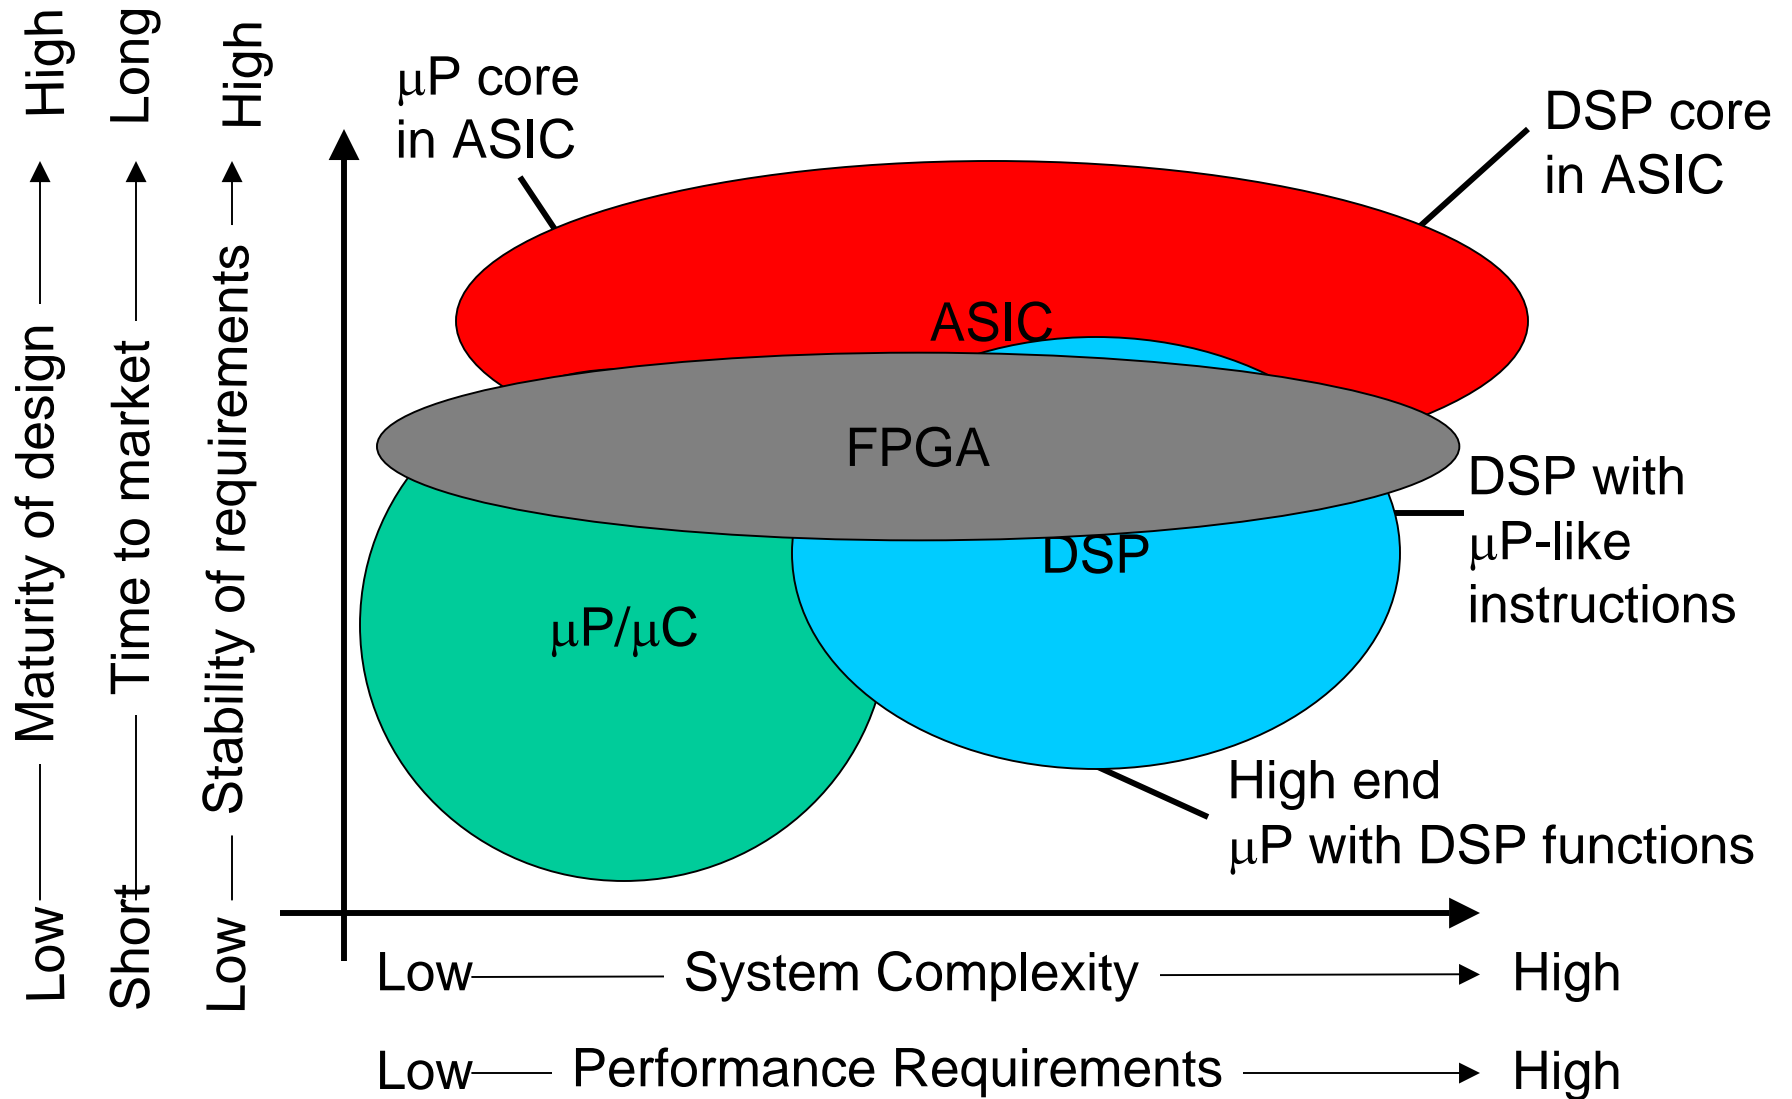 High
Long
High
Maturity of design
Time to market
Stability of requirements
Low
Short
Low
μP core
in ASIC
DSP core
in ASIC
ASIC
FPGA
DSP
μP/μC
DSP with
μP-like
instructions
High end
μP with DSP functions
Low System Complexity High
Low Performance Requirements High